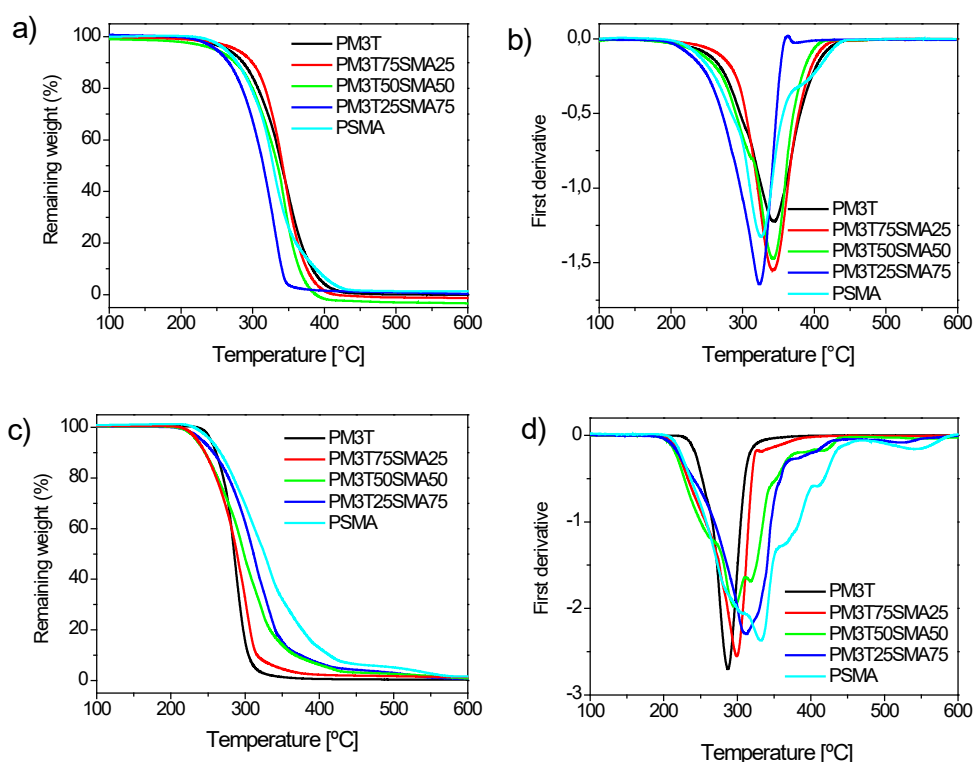 a)
Remaining weight (%)
100
80
60
40
20
0
PM3T
PM3T75SMA25
PM3T50SMA50
PM3T25SMA75
PSMA
100 200 300 400 500 600
Temperature [°C]
b)
First derivative
0,0
-0,5
-1,0
-1,5
PM3T
PM3T75SMA25
PM3T50SMA50
PM3T25SMA75
PSMA
100 200 300 400 500 600
Temperature [°C]
c)
Remaining weight (%)
100
80
60
40
20
0
PM3T
PM3T75SMA25
PM3T50SMA50
PM3T25SMA75
PSMA
100 200 300 400 500 600
Temperature [ºC]
d)
First derivative
0
-1
-2
-3
PM3T
PM3T75SMA25
PM3T50SMA50
PM3T25SMA75
PSMA
100 200 300 400 500 600
Temperature [ºC]